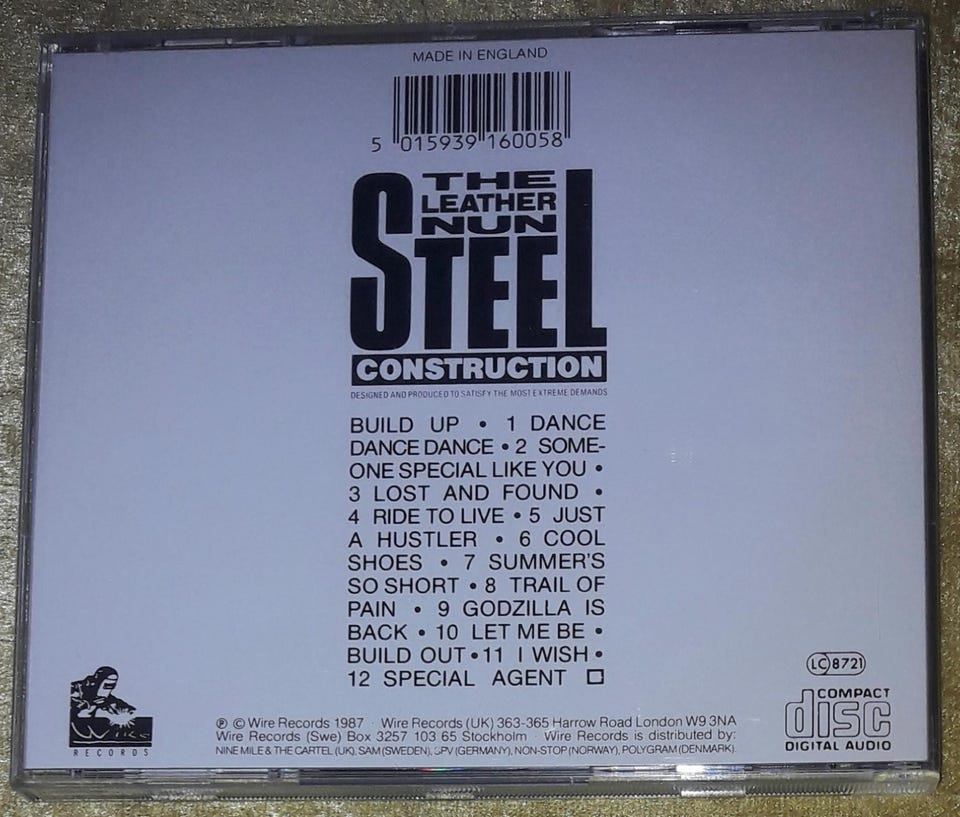 MADE IN ENGLAND
5 015939 160058
THE
LEATHER
NUN
STEEL
CONSTRUCTION
DESIGNED AND PRODUCED TO SATISFY THE MOST EXTREME DEMANDS
BUILD UP • 1 DANCE
DANCE DANCE • 2 SOME-
ONE SPECIAL LIKE YOU •
3 LOST AND FOUND •
4 RIDE TO LIVE • 5 JUST
A HUSTLER • 6 COOL
SHOES • 7 SUMMER'S
SO SHORT • 8 TRAIL OF
PAIN • 9 GODZILLA IS
BACK • 10 LET ME BE •
BUILD OUT • 11 I WISH •
12 SPECIAL AGENT □
LC 8721
WIRE
RECORDS
℗ © Wire Records 1987 · Wire Records (UK) 363-365 Harrow Road London W9 3NA
Wire Records (Swe) Box 3257 103 65 Stockholm · Wire Records is distributed by:
NINE MILE & THE CARTEL (UK), SAM (SWEDEN), SPV (GERMANY), NON-STOP (NORWAY), POLYGRAM (DENMARK).
COMPACT
disc
DIGITAL AUDIO